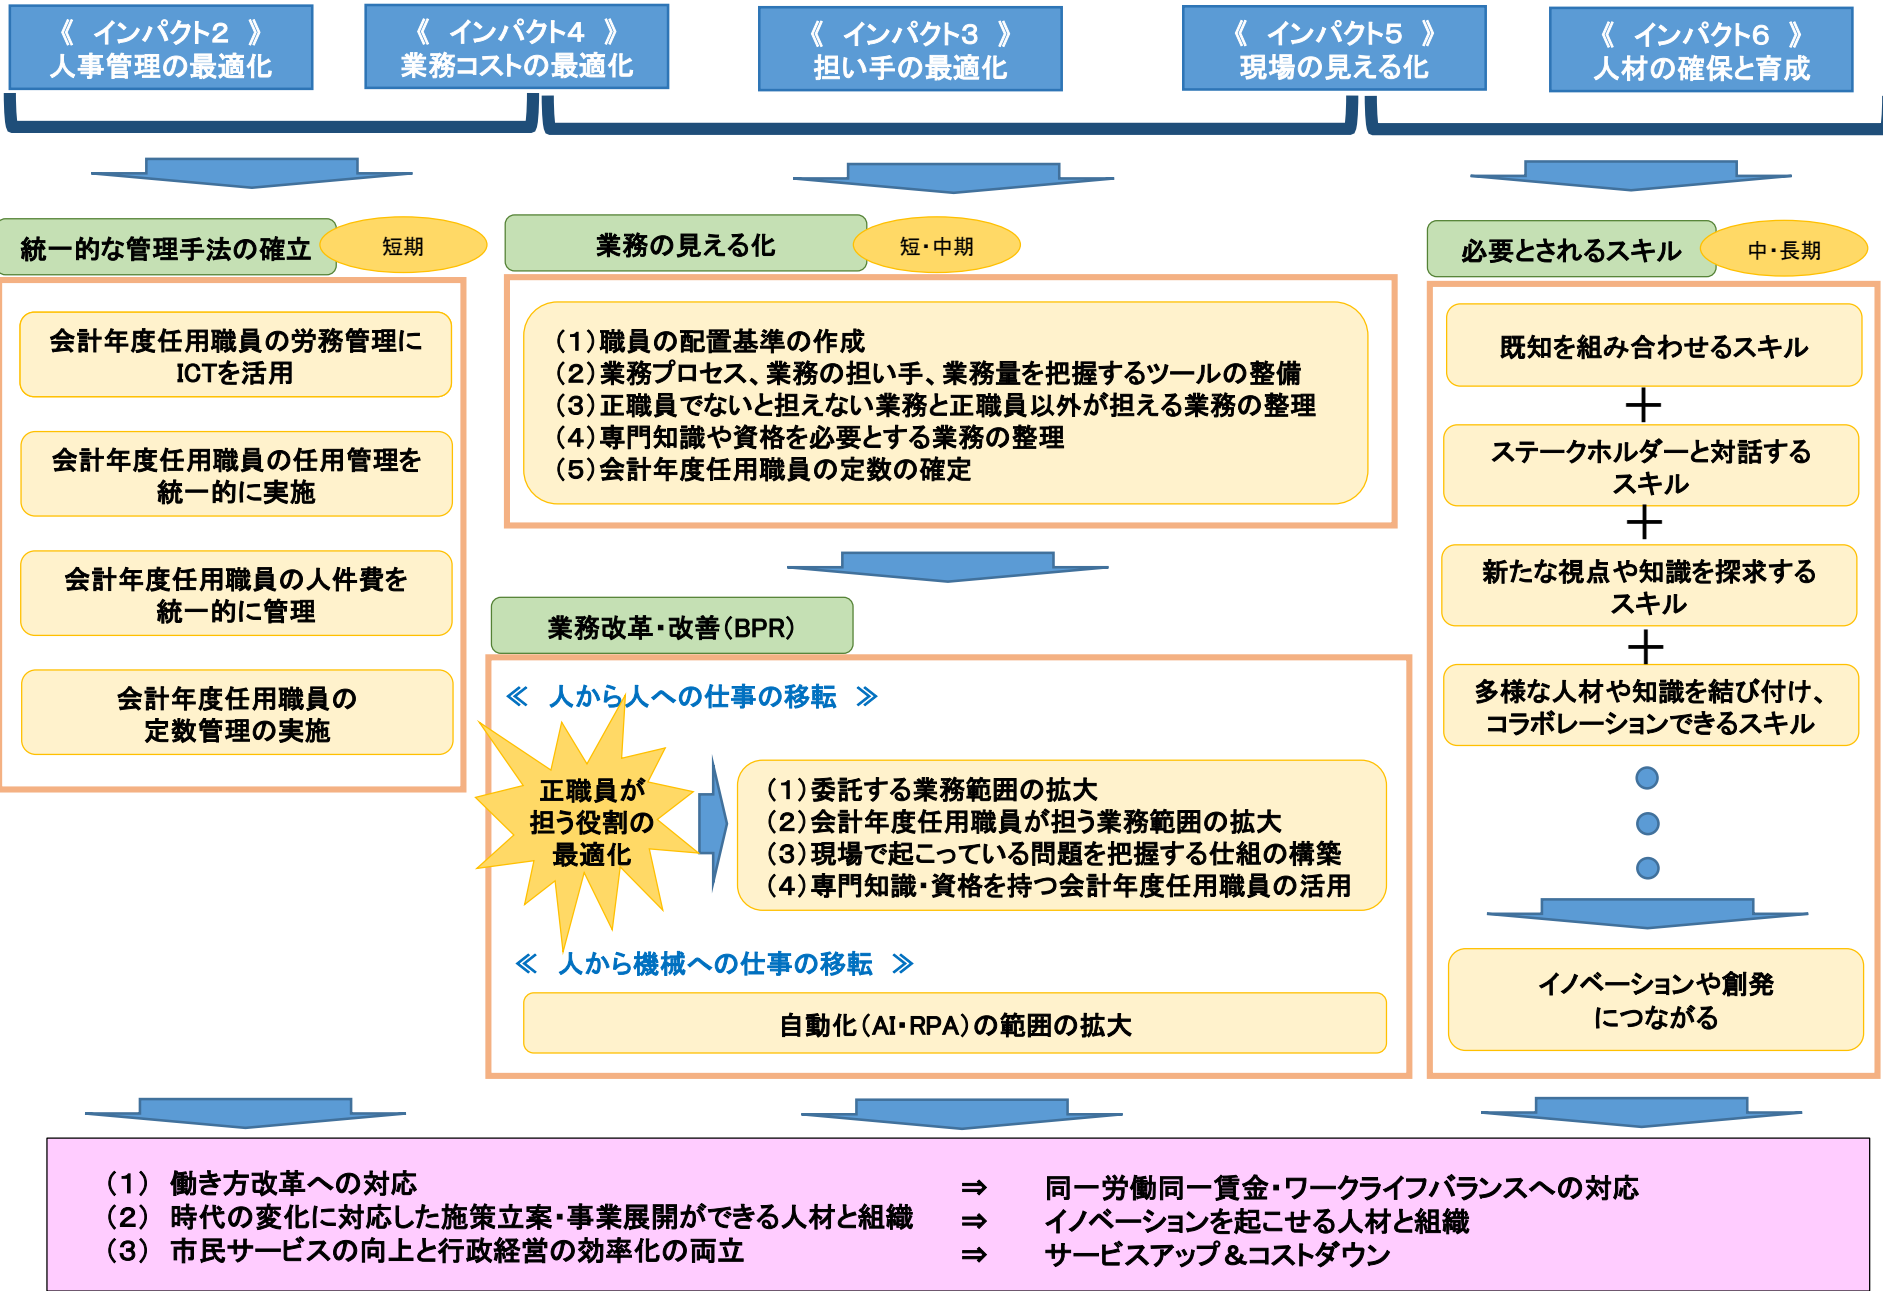 《 インパクト2 》
人事管理の最適化
《 インパクト4 》
業務コストの最適化
《 インパクト3 》
担い手の最適化
《 インパクト5 》
現場の見える化
《 インパクト6 》
人材の確保と育成
統一的な管理手法の確立
短期
会計年度任用職員の労務管理に
ICTを活用
会計年度任用職員の任用管理を
統一的に実施
会計年度任用職員の人件費を
統一的に管理
会計年度任用職員の
定数管理の実施
業務の見える化
短・中期
(1)職員の配置基準の作成
(2)業務プロセス、業務の担い手、業務量を把握するツールの整備
(3)正職員でないと担えない業務と正職員以外が担える業務の整理
(4)専門知識や資格を必要とする業務の整理
(5)会計年度任用職員の定数の確定
業務改革・改善(BPR)
≪ 人から人への仕事の移転 ≫
正職員が
担う役割の
最適化
(1)委託する業務範囲の拡大
(2)会計年度任用職員が担う業務範囲の拡大
(3)現場で起こっている問題を把握する仕組の構築
(4)専門知識・資格を持つ会計年度任用職員の活用
≪ 人から機械への仕事の移転 ≫
自動化(AI・RPA)の範囲の拡大
必要とされるスキル
中・長期
既知を組み合わせるスキル
＋
ステークホルダーと対話する
スキル
＋
新たな視点や知識を探求する
スキル
＋
多様な人材や知識を結び付け、
コラボレーションできるスキル
イノベーションや創発
につながる
(1) 働き方改革への対応 ⇒ 同一労働同一賃金・ワークライフバランスへの対応
(2) 時代の変化に対応した施策立案・事業展開ができる人材と組織 ⇒ イノベーションを起こせる人材と組織
(3) 市民サービスの向上と行政経営の効率化の両立 ⇒ サービスアップ＆コストダウン